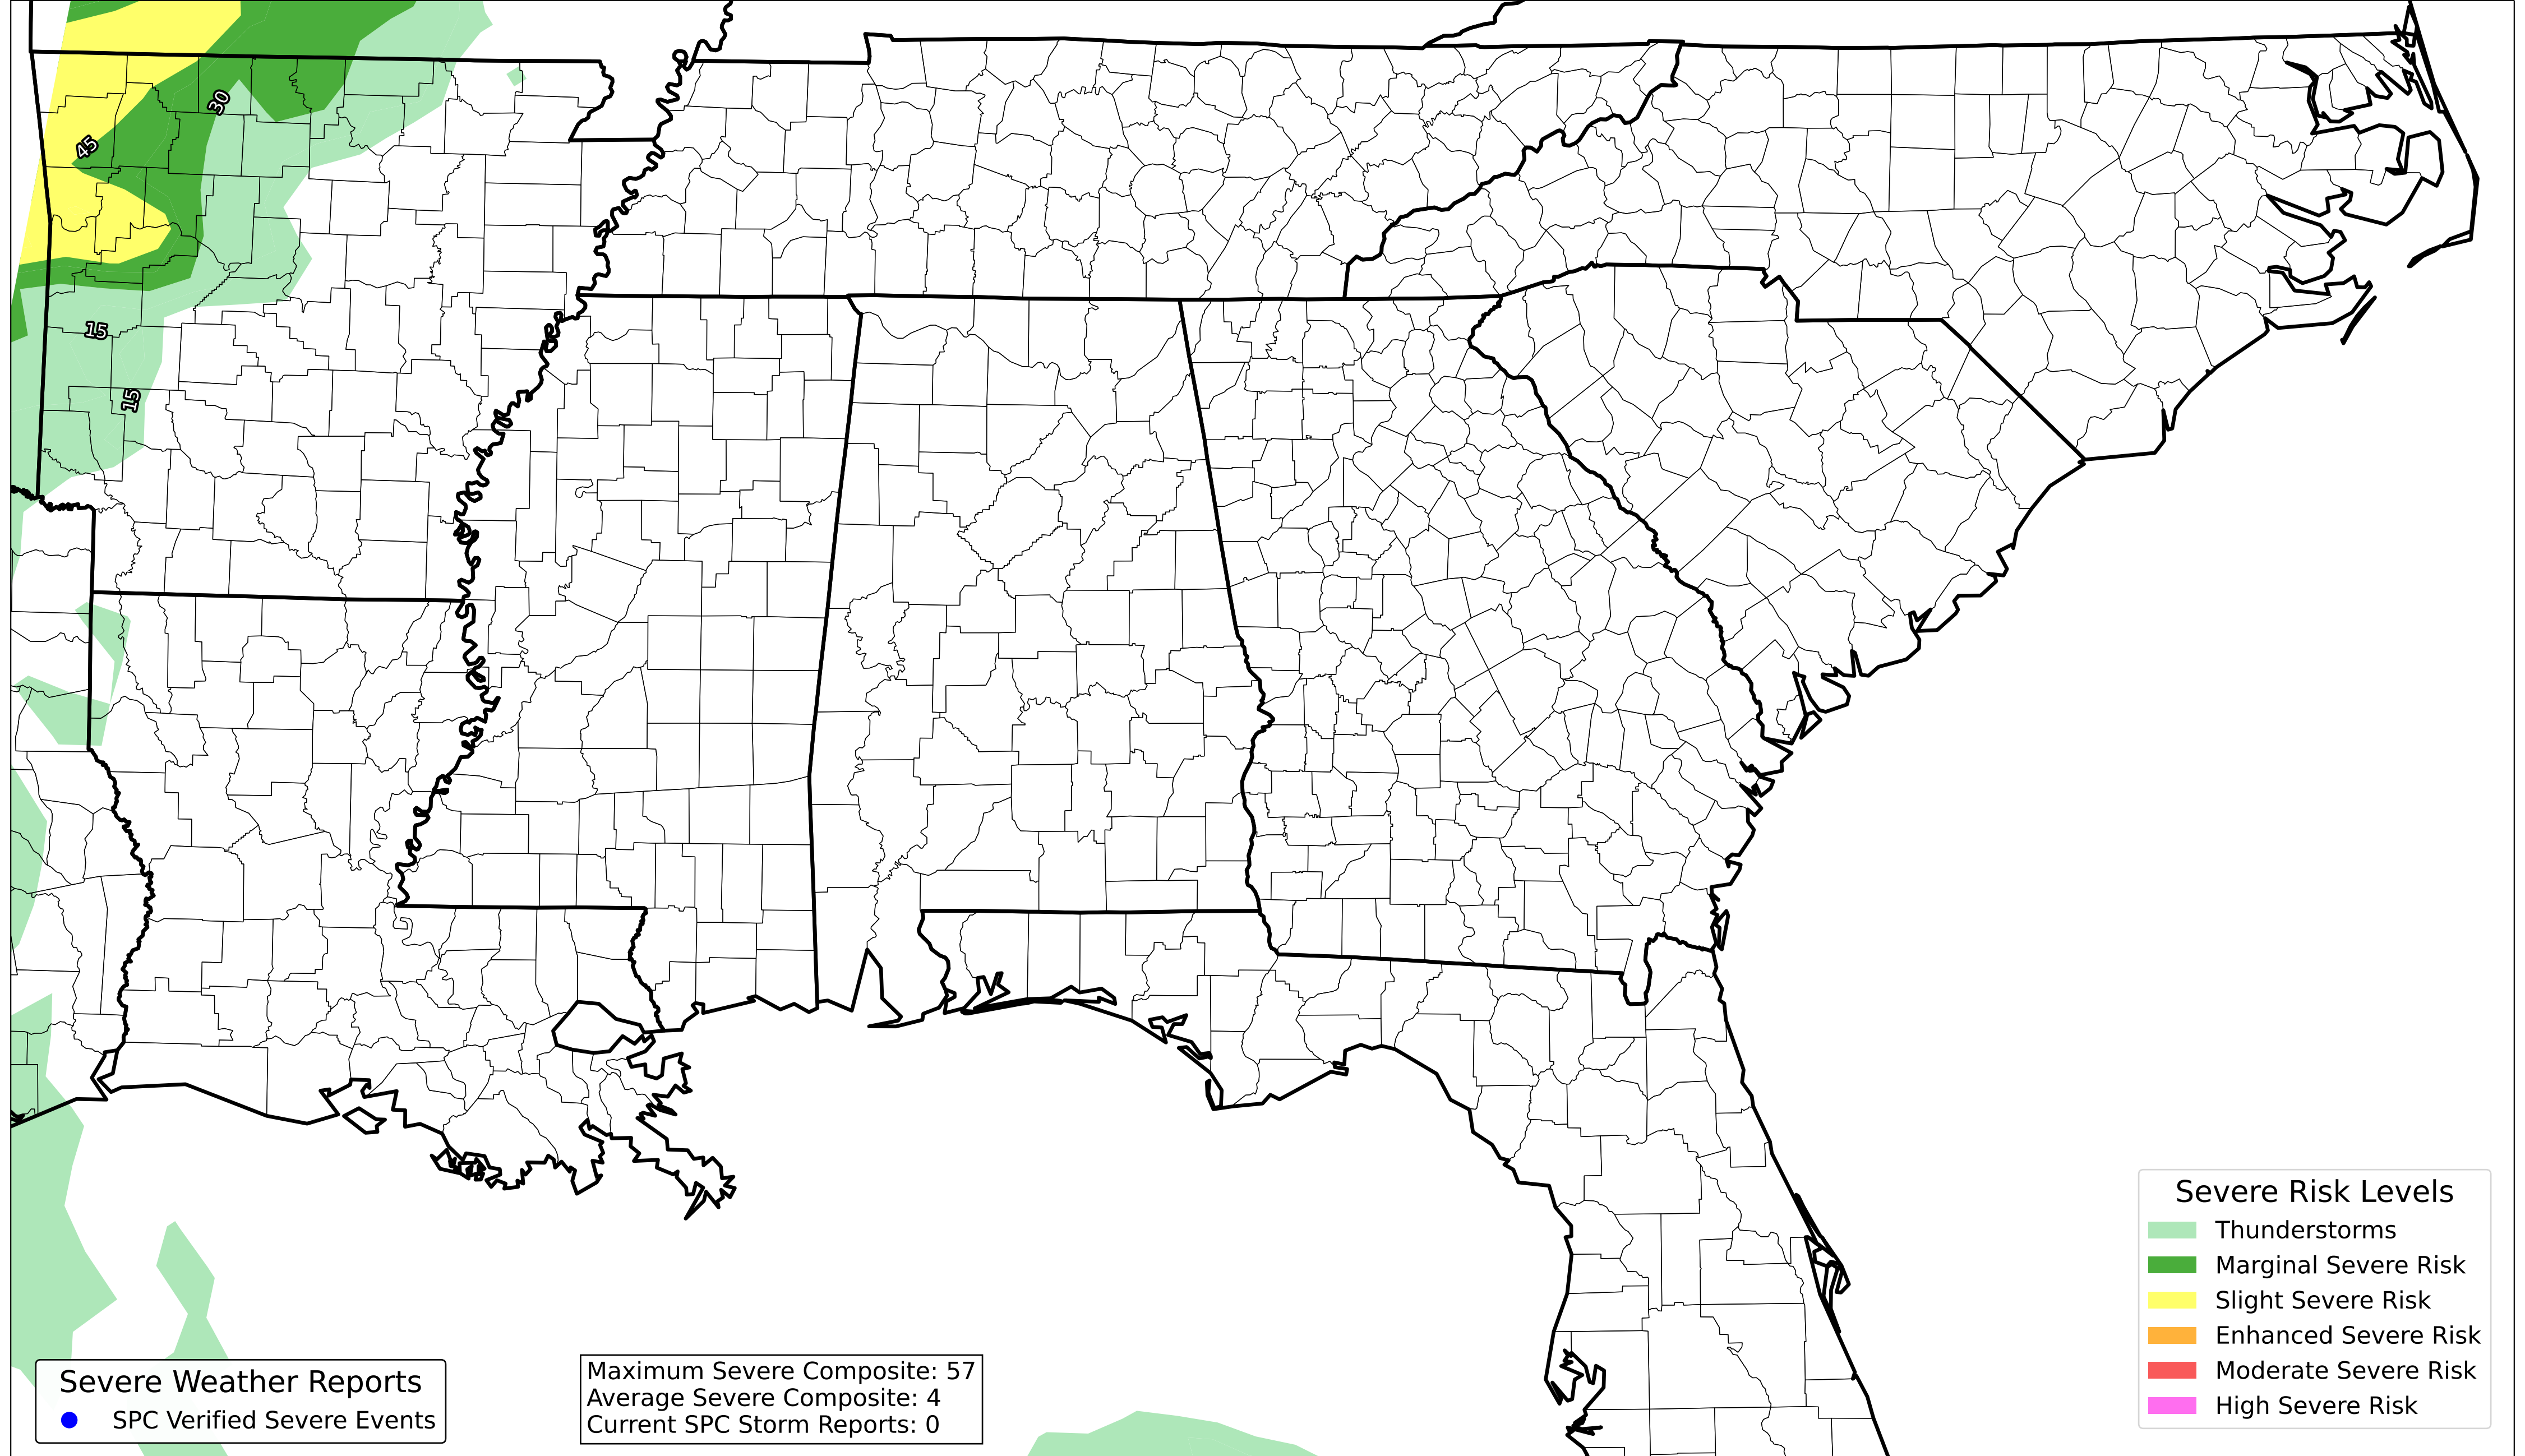 30
45
15
15
Severe Risk Levels
Thunderstorms
Marginal Severe Risk
Slight Severe Risk
Enhanced Severe Risk
Moderate Severe Risk
High Severe Risk
Severe Weather Reports
SPC Verified Severe Events
Maximum Severe Composite: 57
Average Severe Composite: 4
Current SPC Storm Reports: 0